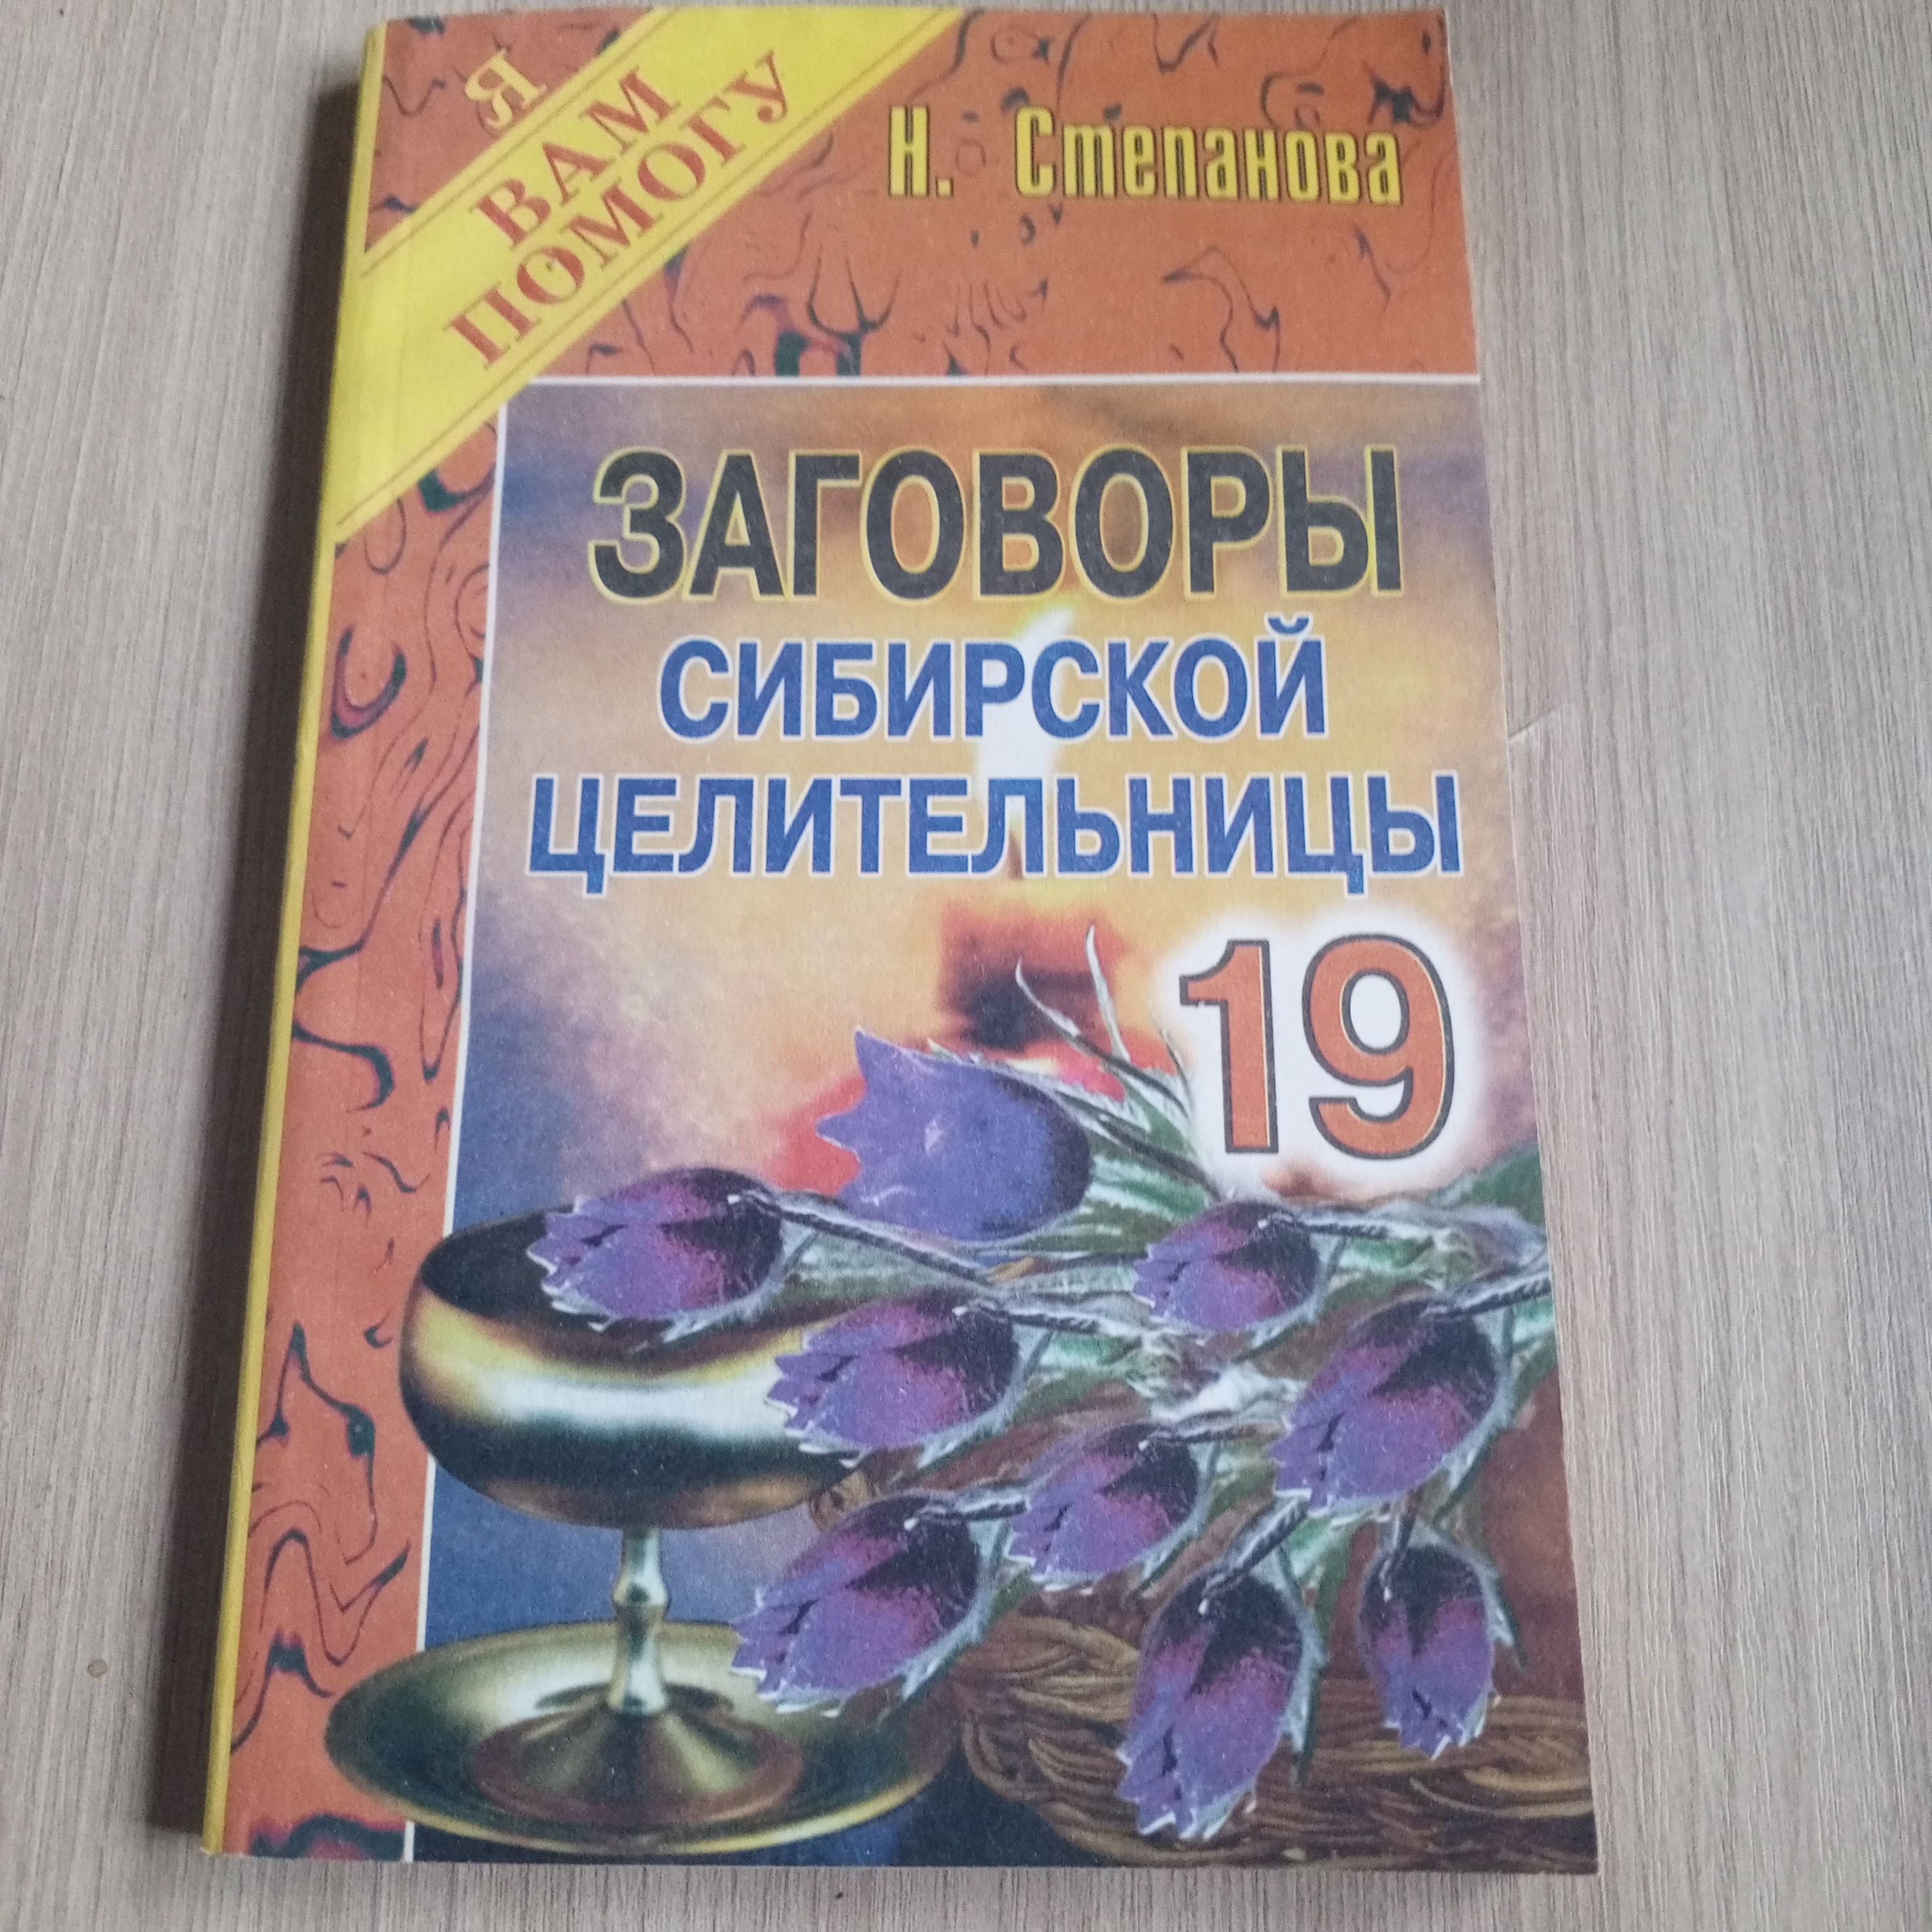 Я
ВАМ
ПОМОГУ
Н. Степанова
ЗАГОВОРЫ
СИБИРСКОЙ
ЦЕЛИТЕЛЬНИЦЫ
19